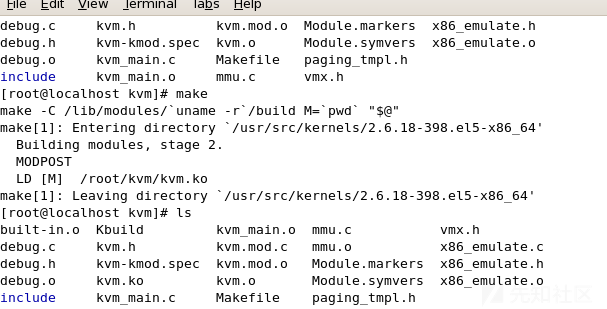 File Edit View Terminal Tabs Help
debug.c kvm.h kvm.mod.o Module.markers x86_emulate.h
debug.h kvm-kmod.spec kvm.o Module.symvers x86_emulate.o
debug.o kvm_main.c Makefile paging_tmpl.h
include kvm_main.o mmu.c vmx.h
[root@localhost kvm]# make
make -C /lib/modules/`uname -r`/build M=`pwd` "$@"
make[1]: Entering directory `/usr/src/kernels/2.6.18-398.el5-x86_64'
Building modules, stage 2.
MODPOST
LD [M] /root/kvm/kvm.ko
make[1]: Leaving directory `/usr/src/kernels/2.6.18-398.el5-x86_64'
[root@localhost kvm]# ls
built-in.o Kbuild kvm_main.o mmu.c vmx.h
debug.c kvm.h kvm.mod.c mmu.o x86_emulate.c
debug.h kvm-kmod.spec kvm.mod.o Module.markers x86_emulate.h
debug.o kvm.ko kvm.o Module.symvers x86_emulate.o
include kvm_main.c Makefile paging_tmpl.h
先知社区